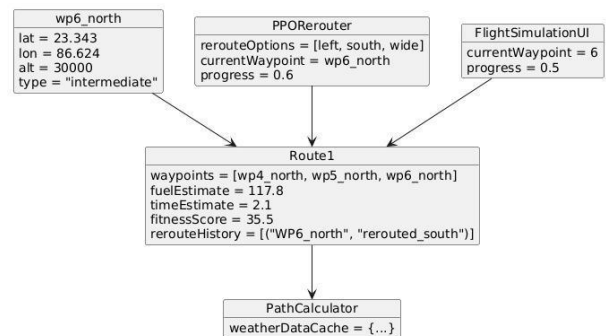 wp6_north
lat = 23.343
lon = 86.624
alt = 30000
type = "intermediate"
PPORerouter
rerouteOptions = [left, south, wide]
currentWaypoint = wp6_north
progress = 0.6
FlightSimulationUI
currentWaypoint = 6
progress = 0.5
Route1
waypoints = [wp4_north, wp5_north, wp6_north]
fuelEstimate = 117.8
timeEstimate = 2.1
fitnessScore = 35.5
rerouteHistory = [("WP6_north", "rerouted_south")]
PathCalculator
weatherDataCache = {...}